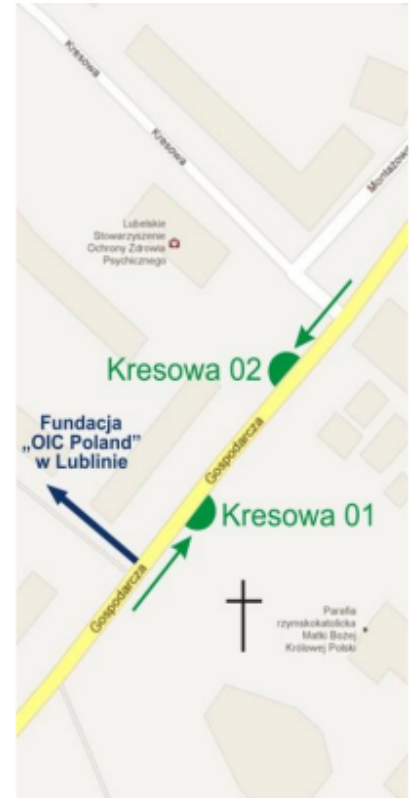 Kresowa
Kresowa
Montażowa
Lubelskie
Stowarzyszenie
Ochrony Zdrowia
Psychicznego
Kresowa 02
Fundacja
„OIC Poland”
w Lublinie
Gospodarcza
Kresowa 01
Gospodarcza
Parafia
rzymskokatolicka
Matki Bożej
Królowej Polski